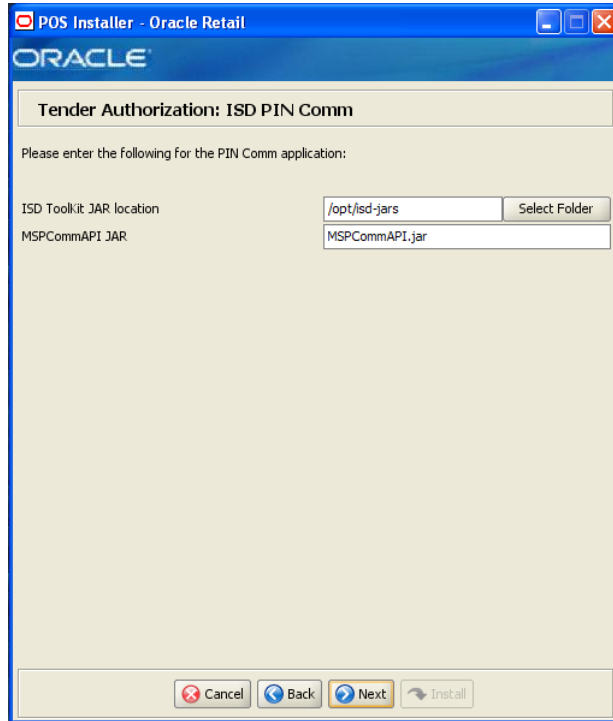 POS Installer - Oracle Retail
ORACLE
Tender Authorization: ISD PIN Comm
Please enter the following for the PIN Comm application:
ISD ToolKit JAR location /opt/isd-jars Select Folder
MSPCommAPI JAR MSPCommAPI.jar
Cancel Back Next Install